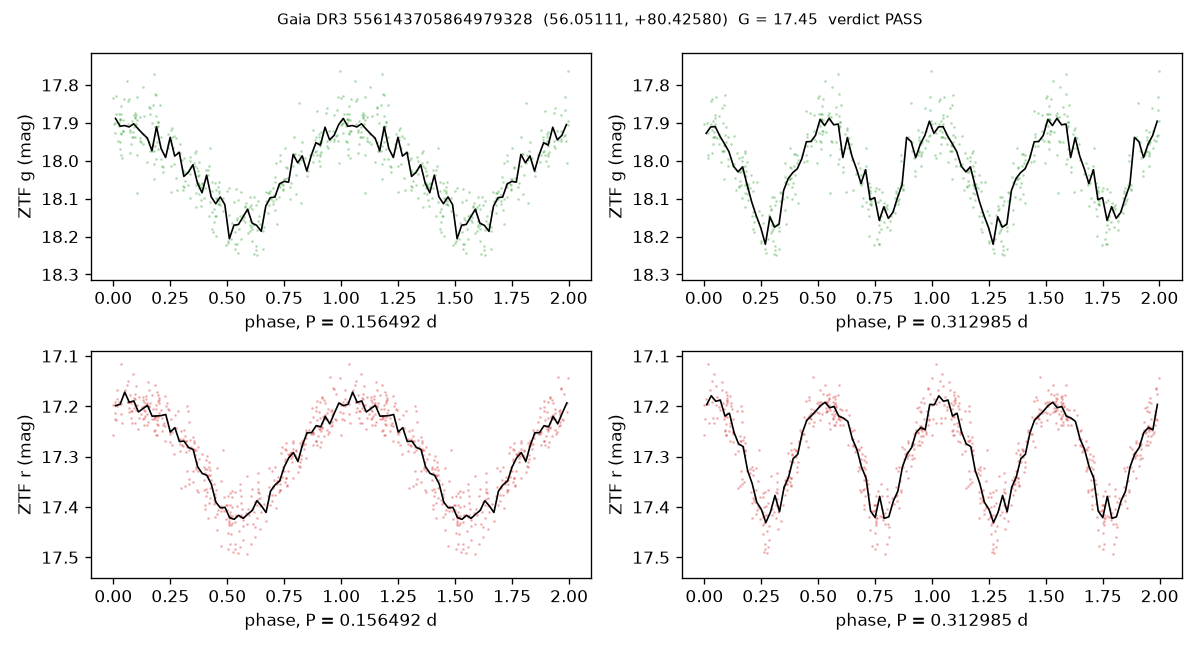 Gaia DR3 556143705864979328  (56.05111, +80.42580)  G = 17.45  verdict PASS
ZTF g (mag)
17.8
17.9
18.0
18.1
18.2
18.3
0.00 0.25 0.50 0.75 1.00 1.25 1.50 1.75 2.00
phase, P = 0.156492 d
ZTF g (mag)
17.8
17.9
18.0
18.1
18.2
18.3
0.00 0.25 0.50 0.75 1.00 1.25 1.50 1.75 2.00
phase, P = 0.312985 d
ZTF r (mag)
17.1
17.2
17.3
17.4
17.5
0.00 0.25 0.50 0.75 1.00 1.25 1.50 1.75 2.00
phase, P = 0.156492 d
ZTF r (mag)
17.1
17.2
17.3
17.4
17.5
0.00 0.25 0.50 0.75 1.00 1.25 1.50 1.75 2.00
phase, P = 0.312985 d